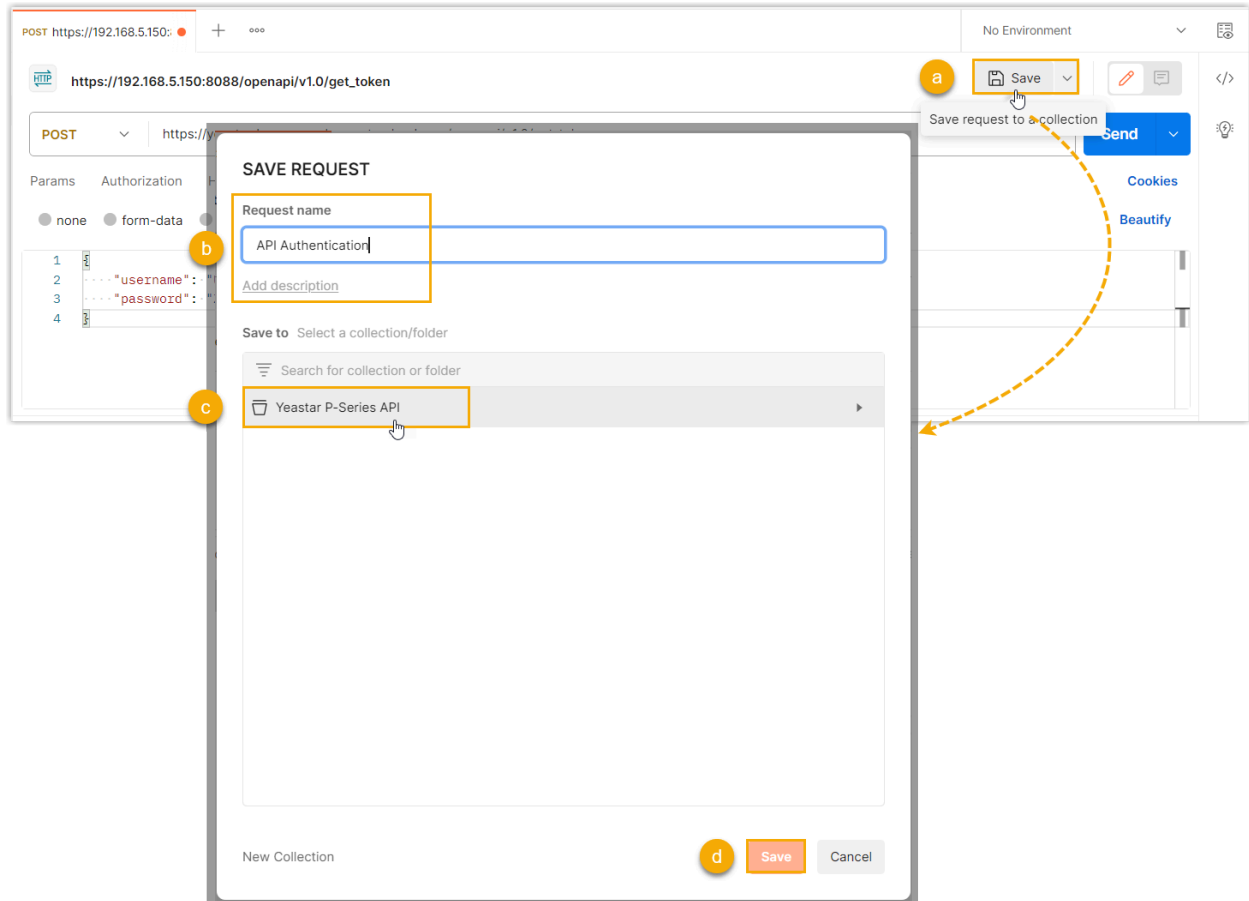 POST https://192.168.5.150:
No Environment
HTTP https://192.168.5.150:8088/openapi/v1.0/get_token
a
Save
Save request to a collection
POST
https://y
Send
Params Authorization H
Cookies
none form-data
Beautify
1 {
2 ····"username":·"
3 ····"password":·"
4 }
SAVE REQUEST
b
Request name
API Authentication
Add description
Save to Select a collection/folder
Search for collection or folder
c
Yeastar P-Series API
New Collection
d
Save
Cancel